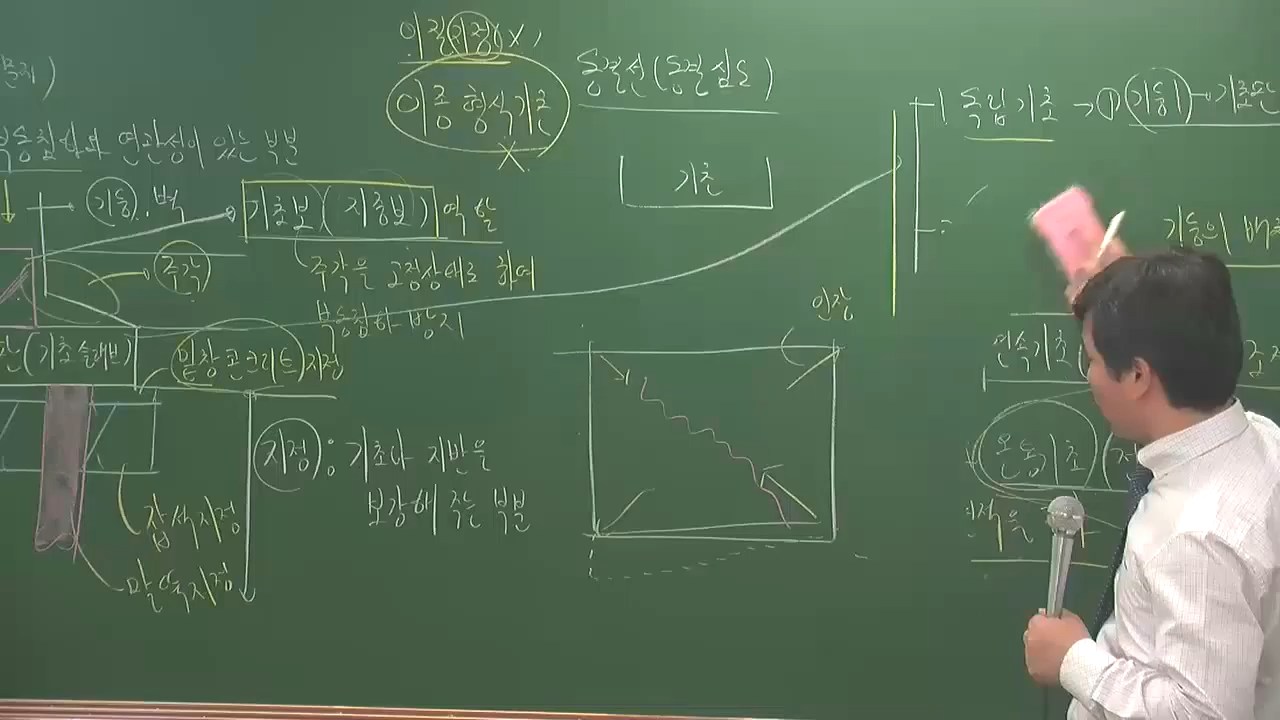 이질지정(X,
이종 형식기초
X
동결선(동결심도)
기초
부동침하와 연관성이 있는 부분
기둥, 벽
기초보(지중보) 역할
주각을 고정상태로 하여
부동침하 방지
주각
판(기초슬래브)
밑창콘크리트지정
지정: 기초나 지반을
보강해 주는 부분
잡석지정
말뚝지정
인장
독립기초 → ① 기둥1 → 기초판
기둥의
연속기초(
온통기초(